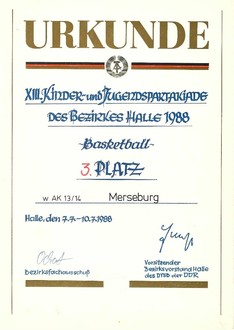 URKUNDE
XIII. Kinder- und Jugendspartakiade
des Bezirkes Halle 1988
Basketball
3. Platz
w AK 13/14 Merseburg
Halle, den 7.7.-10.7.1988
Bezirksfachausschuß
Vorsitzender
Bezirksvorstand Halle
des DTSB der DDR